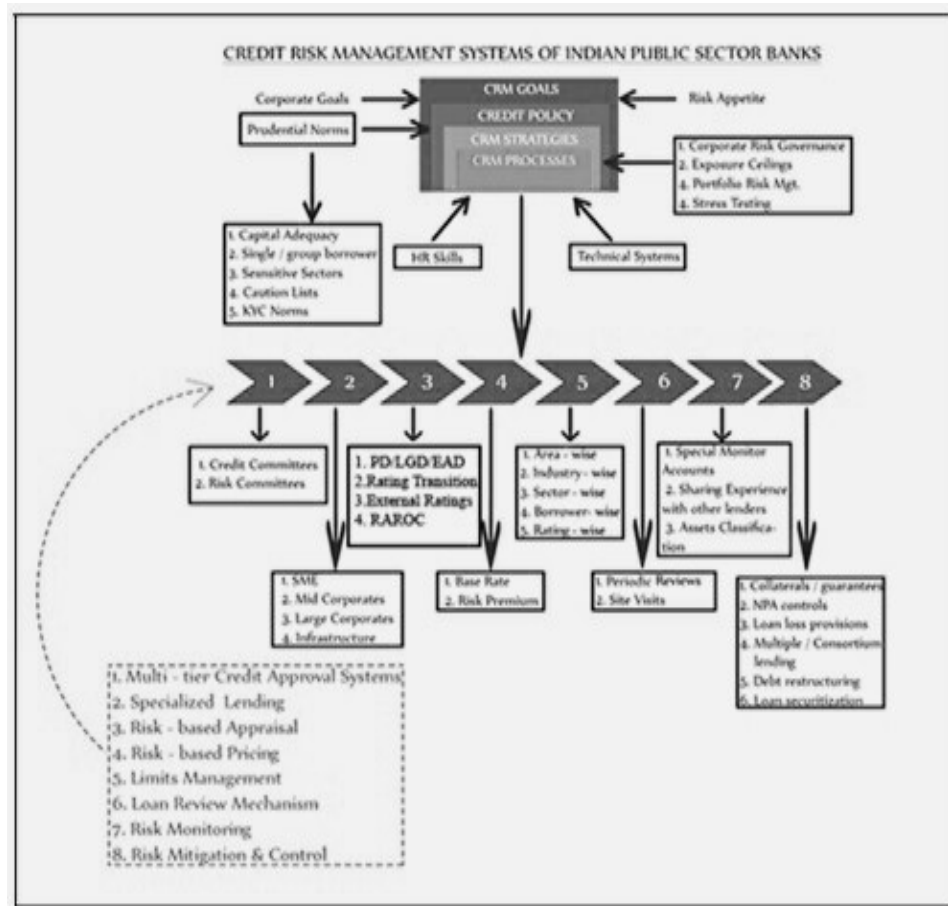 CREDIT RISK MANAGEMENT SYSTEMS OF INDIAN PUBLIC SECTOR BANKS
CRM GOALS
CREDIT POLICY
CRM STRATEGIES
CRM PROCESSES
Corporate Goals
Risk Appetite
Prudential Norms
1. Corporate Risk Governance
2. Exposure Ceilings
4. Portfolio Risk Mgt.
4. Stress Testing
1. Capital Adequacy
2. Single / group borrower
3. Sesnsitive Sectors
4. Caution Lists
5. KYC Norms
HR Skills
Technical Systems
1 2 3 4 5 6 7 8
1. Credit Committees
2. Risk Committees
1. PD/LGD/EAD
2.Rating Transition
3.External Ratings
4. RAROC
1. Area - wise
2. Industry - wise
3. Sector - wise
4. Borrower- wise
5. Rating - wise
1. Special Monitor
Accounts
2. Sharing Experience
with other lenders
3. Assets Classifica-
tion
1. SME
2. Mid Corporates
3. Large Corporates
4. Infrastructure
1. Base Rate
2. Risk Premium
1. Periodic Reviews
2. Site Visits
1. Collaterals / guarantees
2. NPA controls
3. Loan loss provisions
4. Multiple / Consortium
lending
5. Debt restructuring
6. Loan securitization
1. Multi - tier Credit Approval Systems
2. Specialized Lending
3. Risk - based Appraisal
4. Risk - based Pricing
5. Limits Management
6. Loan Review Mechanism
7. Risk Monitoring
8. Risk Mitigation & Control